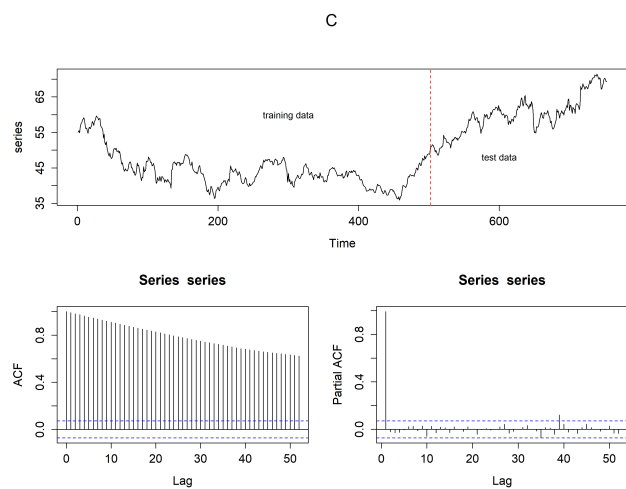 C
series
35 45 55 65
training data
test data
0 200 400 600
Time
Series series
ACF
0.0 0.4 0.8
0 10 20 30 40 50
Lag
Series series
Partial ACF
0.0 0.4 0.8
0 10 20 30 40 50
Lag